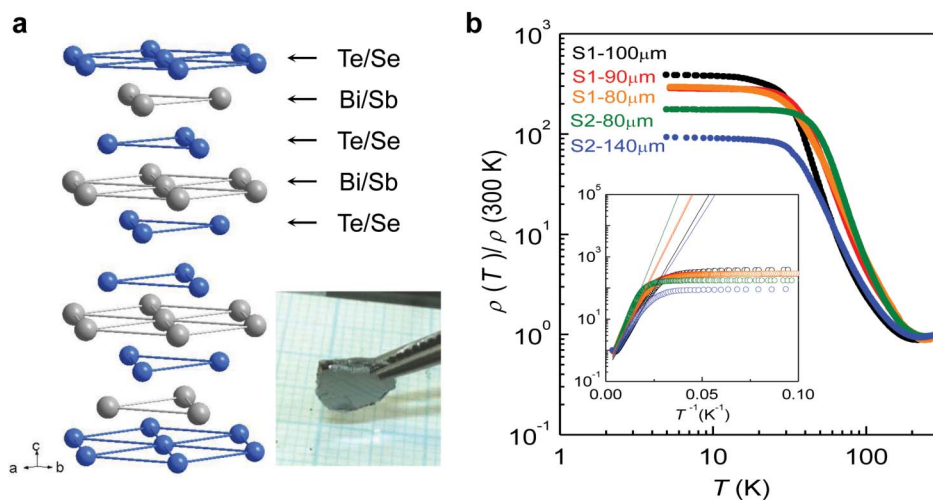 a
Te/Se
Bi/Sb
Te/Se
Bi/Sb
Te/Se
c
a b
b
ρ (T)/ρ (300 K)
10³
10²
10¹
10⁰
10⁻¹
S1-100μm
S1-90μm
S1-80μm
S2-80μm
S2-140μm
10⁵
10³
10¹
10⁻¹
0.00 0.05 0.10
T⁻¹(K⁻¹)
1 10 100
T (K)